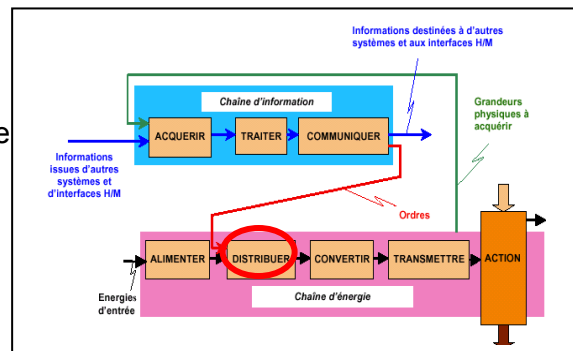 Informations destinées à d'autres
systèmes et aux interfaces H/M
Chaîne d'information
Grandeurs
physiques à
acquérir
e
ACQUERIR
TRAITER
COMMUNIQUER
Informations
issues d'autres
systèmes et
d'interfaces H/M
Ordres
ALIMENTER
DISTRIBUER
CONVERTIR
TRANSMETTRE
ACTION
Energies
d'entrée
Chaîne d'énergie